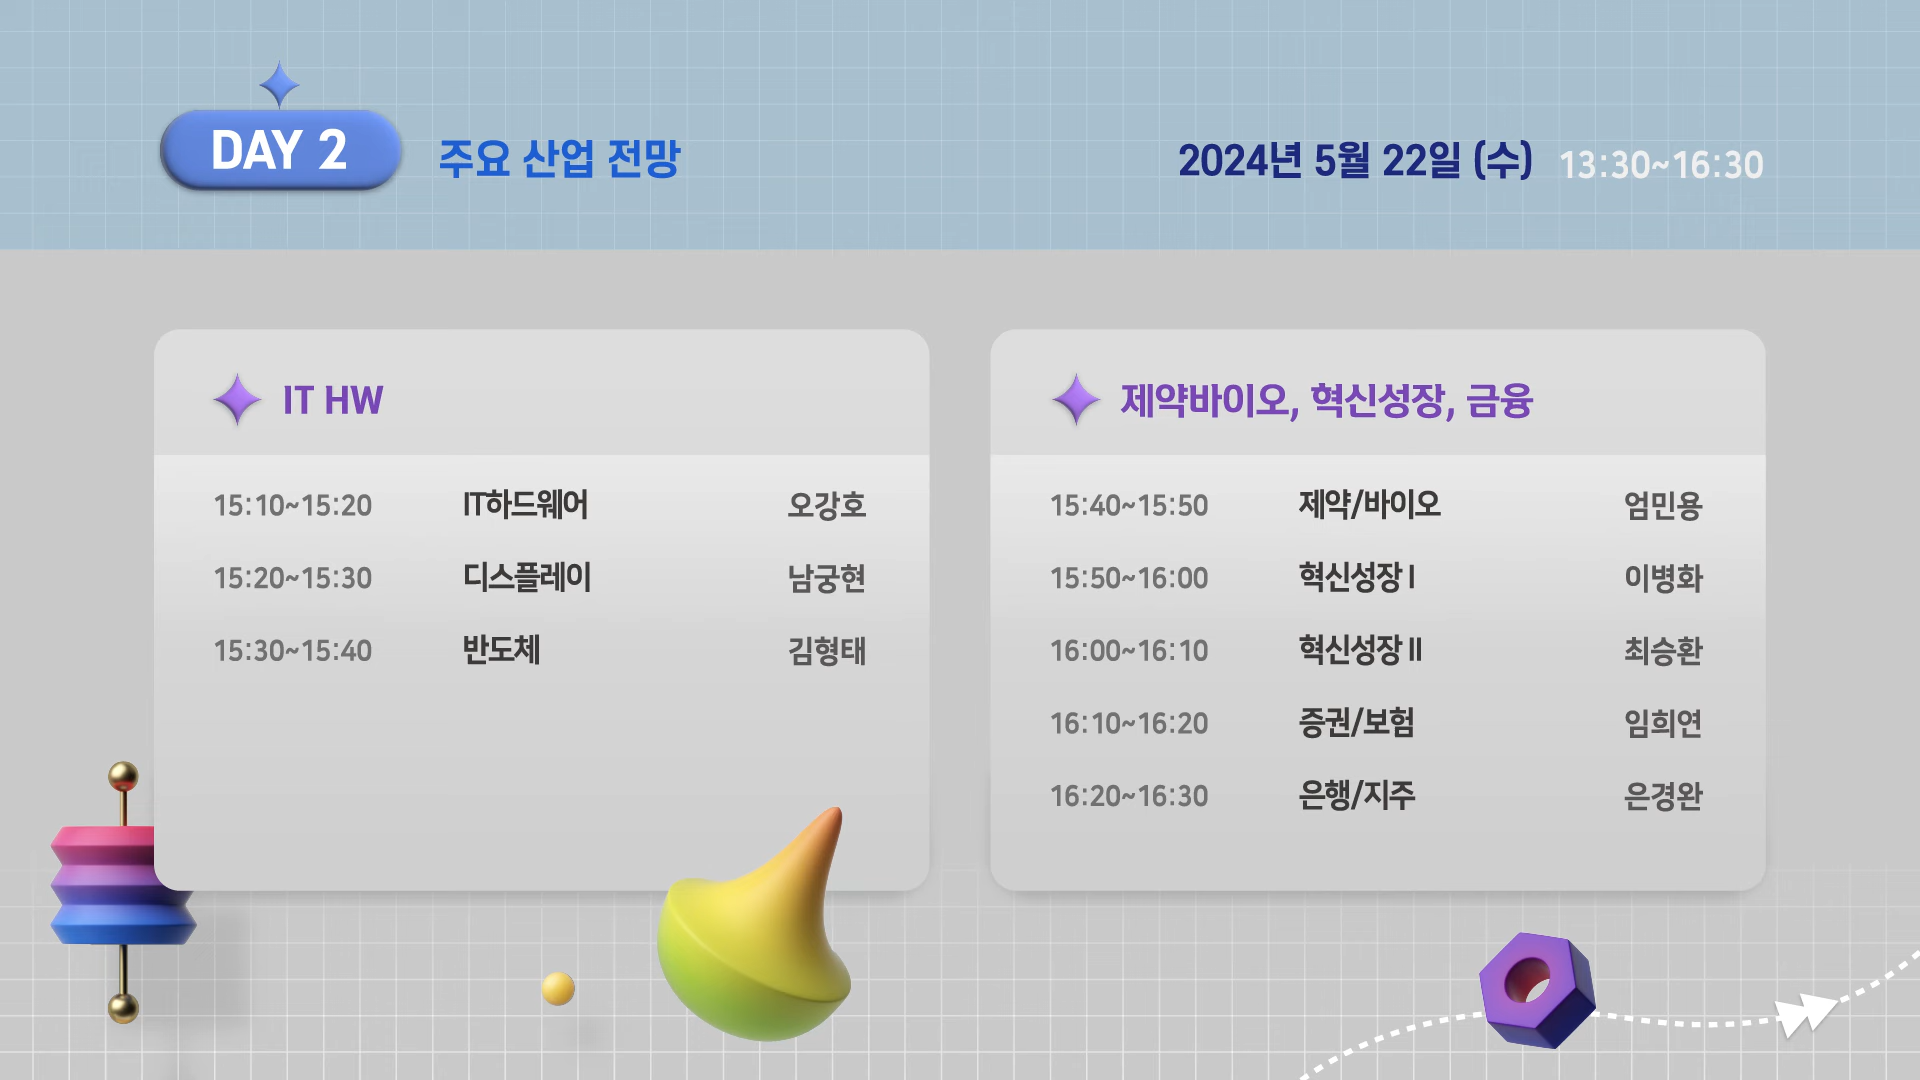 DAY 2
주요 산업 전망
2024년 5월 22일 (수) 13:30~16:30
IT HW
15:10~15:20 IT하드웨어 오강호
15:20~15:30 디스플레이 남궁현
15:30~15:40 반도체 김형태
제약바이오, 혁신성장, 금융
15:40~15:50 제약/바이오 엄민용
15:50~16:00 혁신성장 I 이병화
16:00~16:10 혁신성장 II 최승환
16:10~16:20 증권/보험 임희연
16:20~16:30 은행/지주 은경완